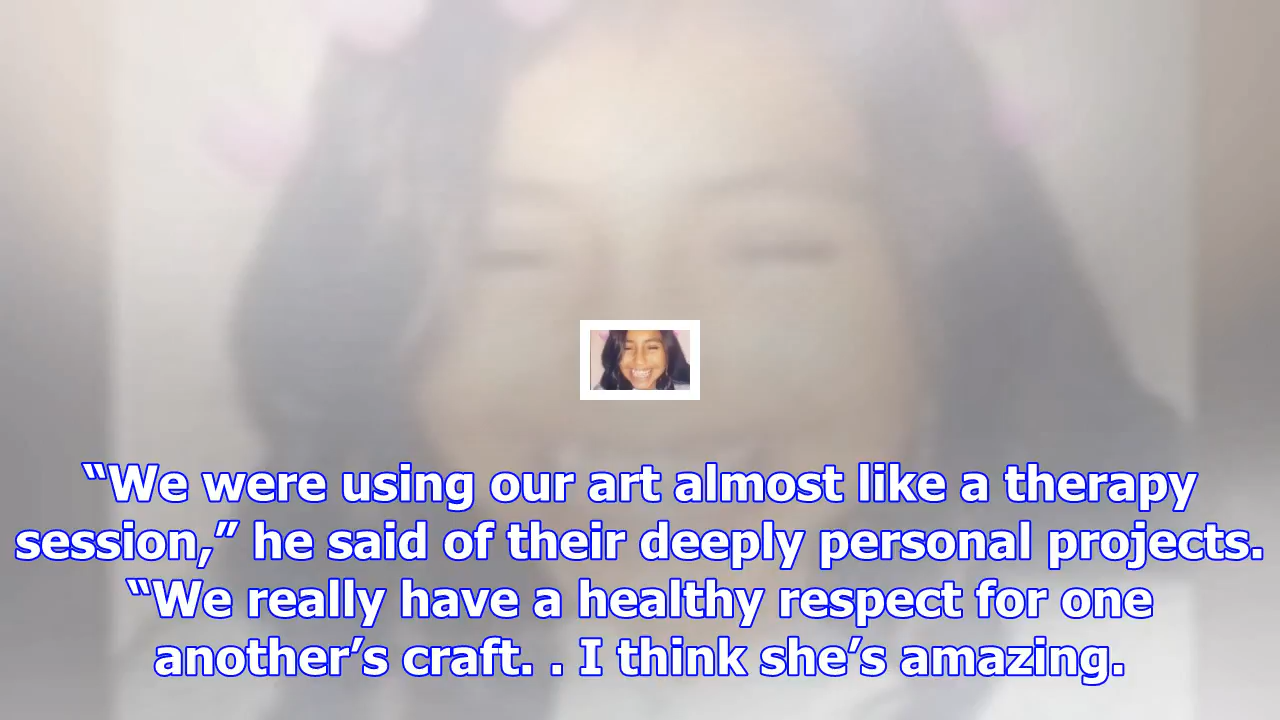 “We were using our art almost like a therapy
session,” he said of their deeply personal projects.
“We really have a healthy respect for one
another’s craft. . I think she’s amazing.